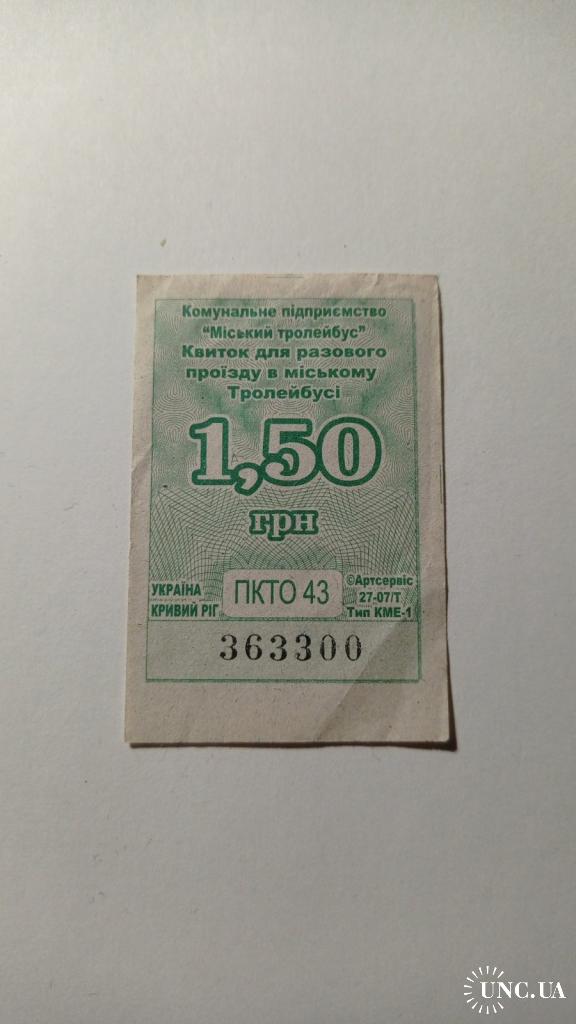 Комунальне підприємство
"Міський тролейбус"
Квиток для разового
проїзду в міському
Тролейбусі
1,50
грн
УКРАЇНА
КРИВИЙ РІГ
ПКТО 43
©Артсервіс
27-07/Т
Тип КМЕ-1
363300
UNC.UA